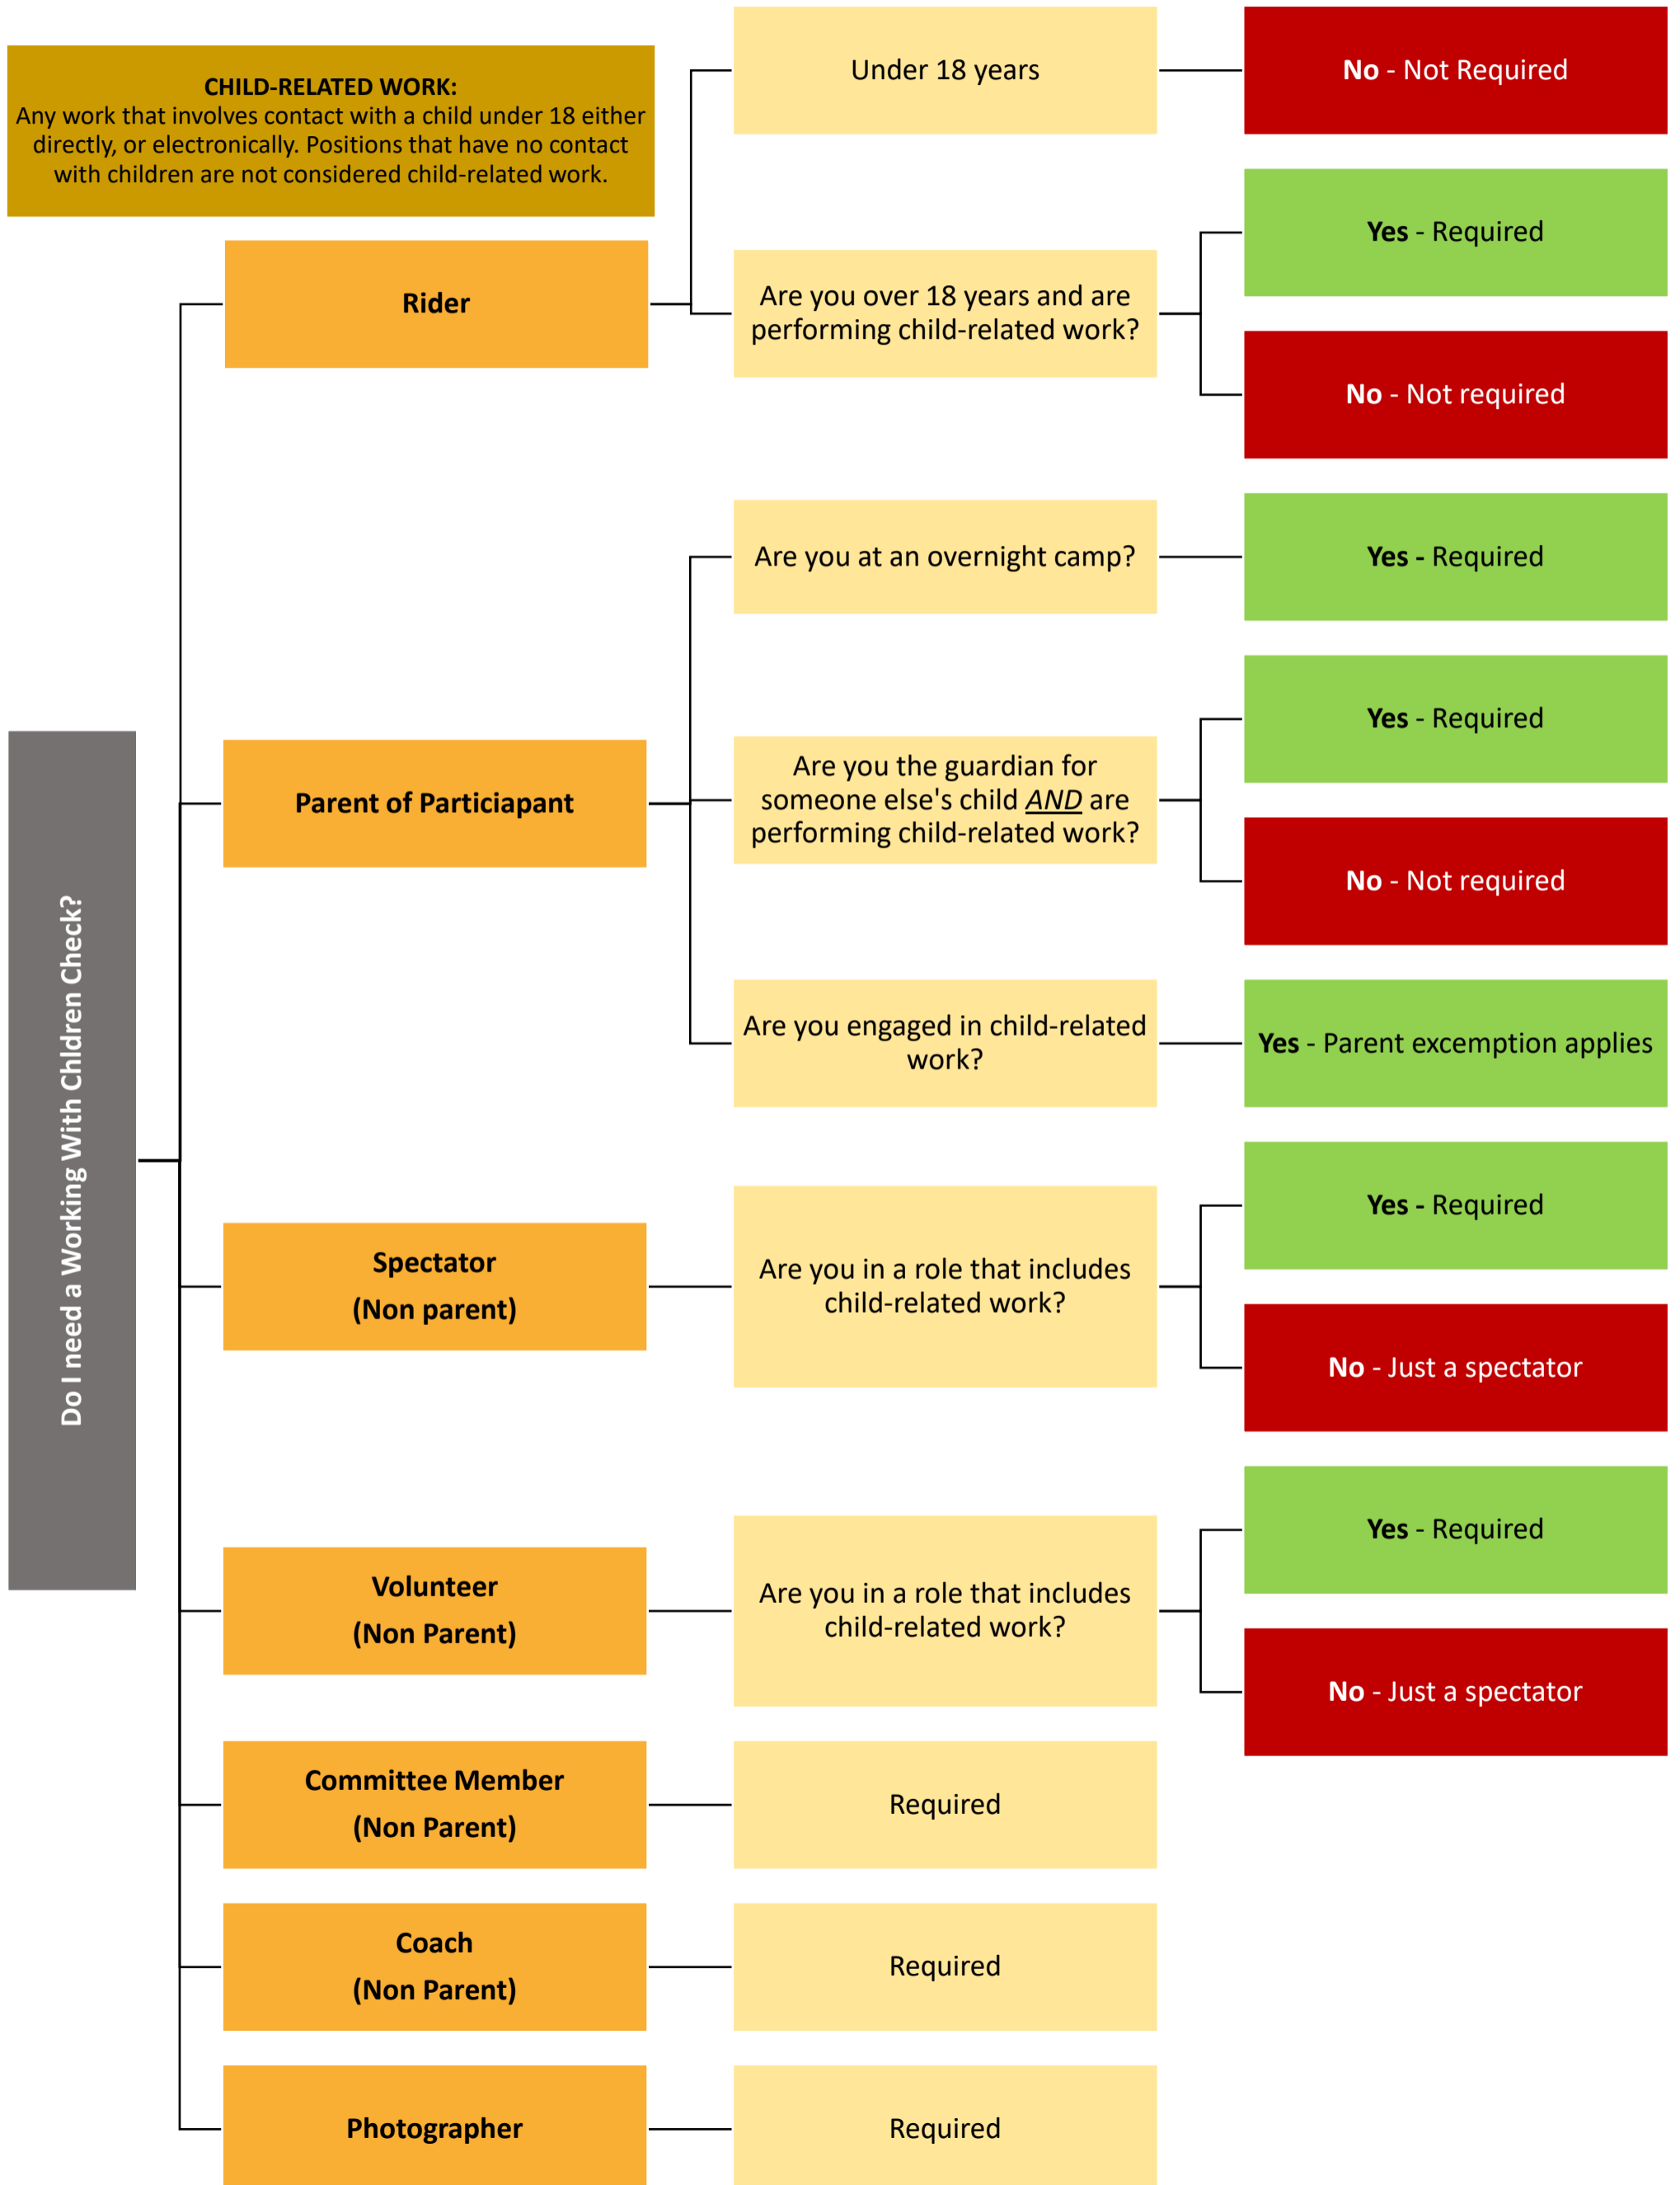 CHILD-RELATED WORK:
Any work that involves contact with a child under 18 either
directly, or electronically. Positions that have no contact
with children are not considered child-related work.
Do I need a Working With Chldren Check?
Rider
Under 18 years
No - Not Required
Are you over 18 years and are
performing child-related work?
Yes - Required
No - Not required
Parent of Particiapant
Are you at an overnight camp?
Yes - Required
Are you the guardian for
someone else's child AND are
performing child-related work?
Yes - Required
No - Not required
Are you engaged in child-related
work?
Yes - Parent excemption applies
Spectator
(Non parent)
Are you in a role that includes
child-related work?
Yes - Required
No - Just a spectator
Volunteer
(Non Parent)
Are you in a role that includes
child-related work?
Yes - Required
No - Just a spectator
Committee Member
(Non Parent)
Required
Coach
(Non Parent)
Required
Photographer
Required